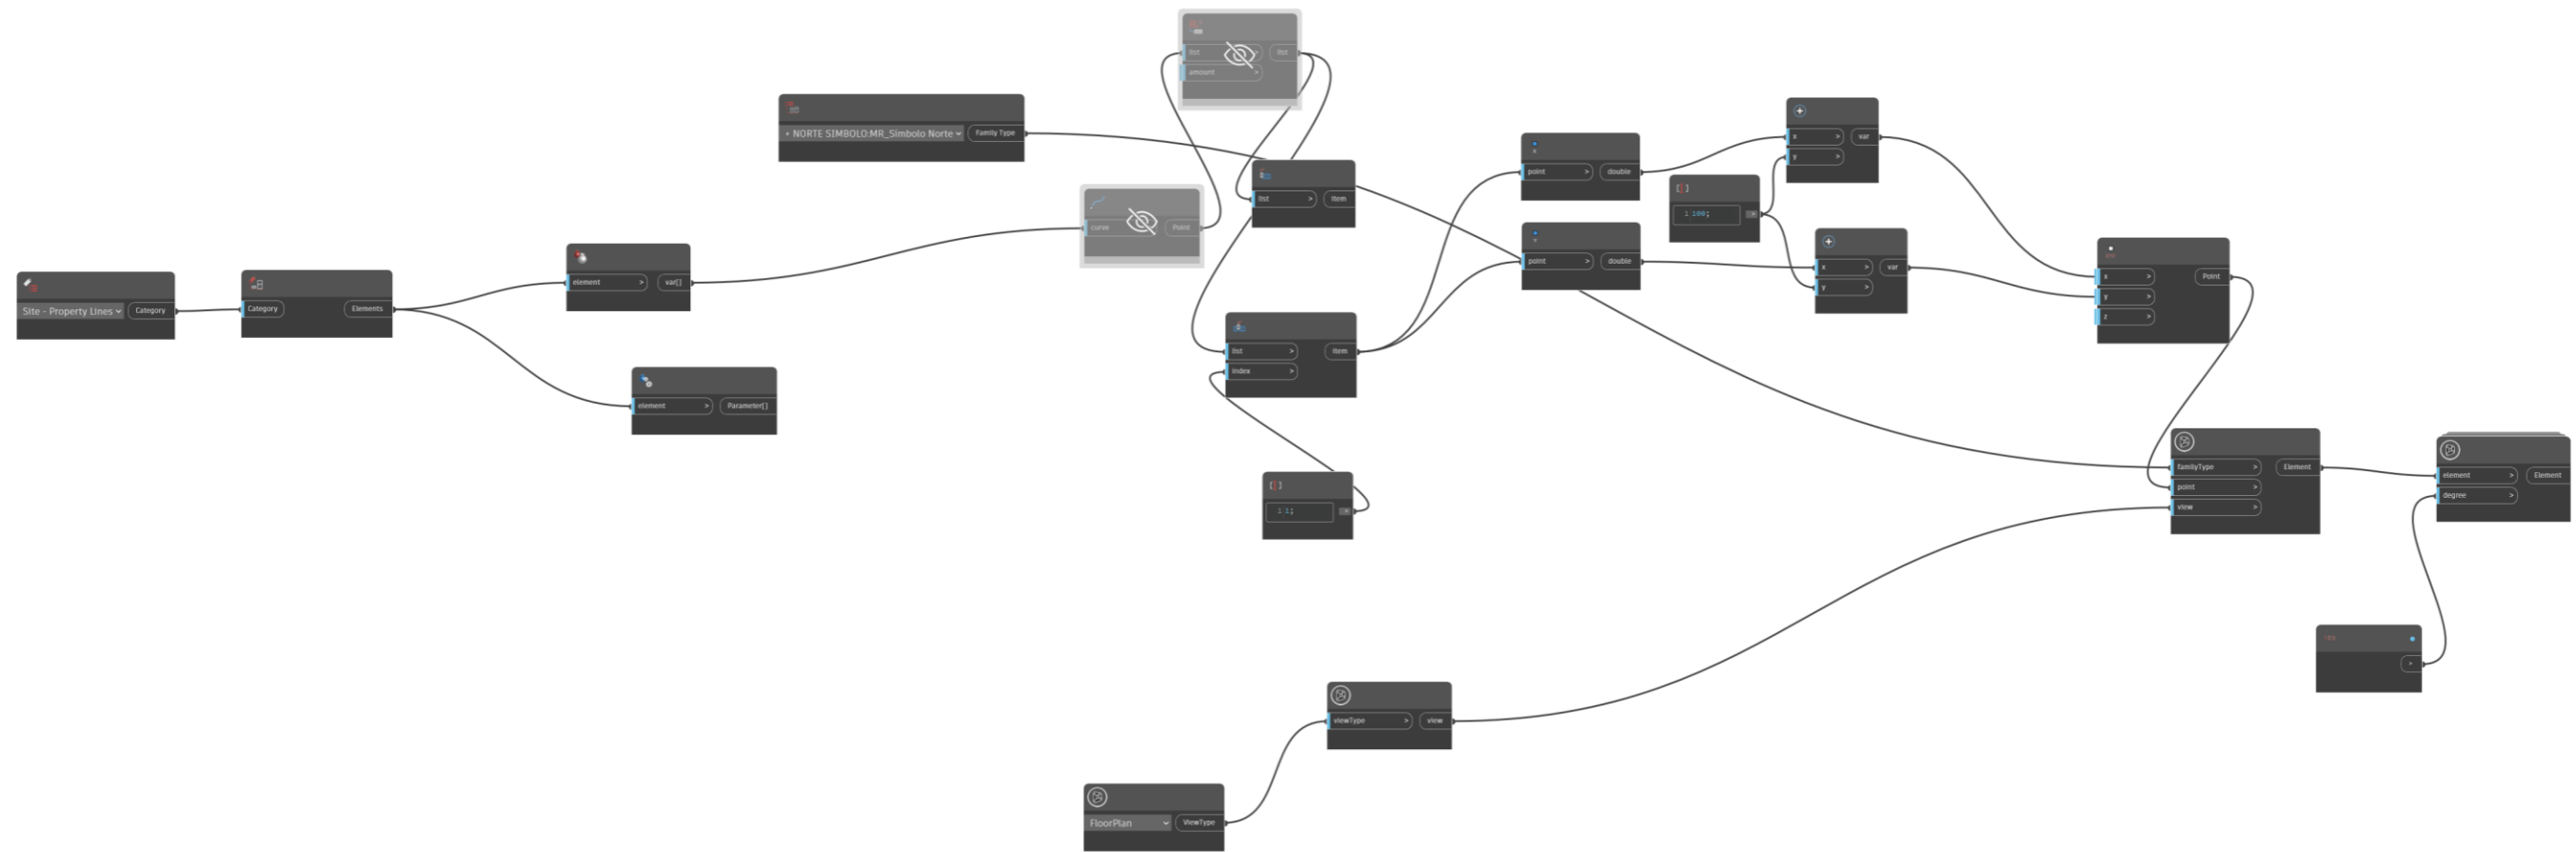 list > list
amount >
+ NORTE SIMBOLO:MR_Simbolo Norte Family Type
curve Point
list > item
point > double
point > double
x > var
y >
1 100; >
x > var
y >
x > Point
y >
z >
element > var[]
Site - Property Lines Category
Category Elements
element > Parameter[]
list > item
index >
1 1; >
familyType > Element
point >
view >
element > Element
degree >
>
viewType > view
FloorPlan ViewType